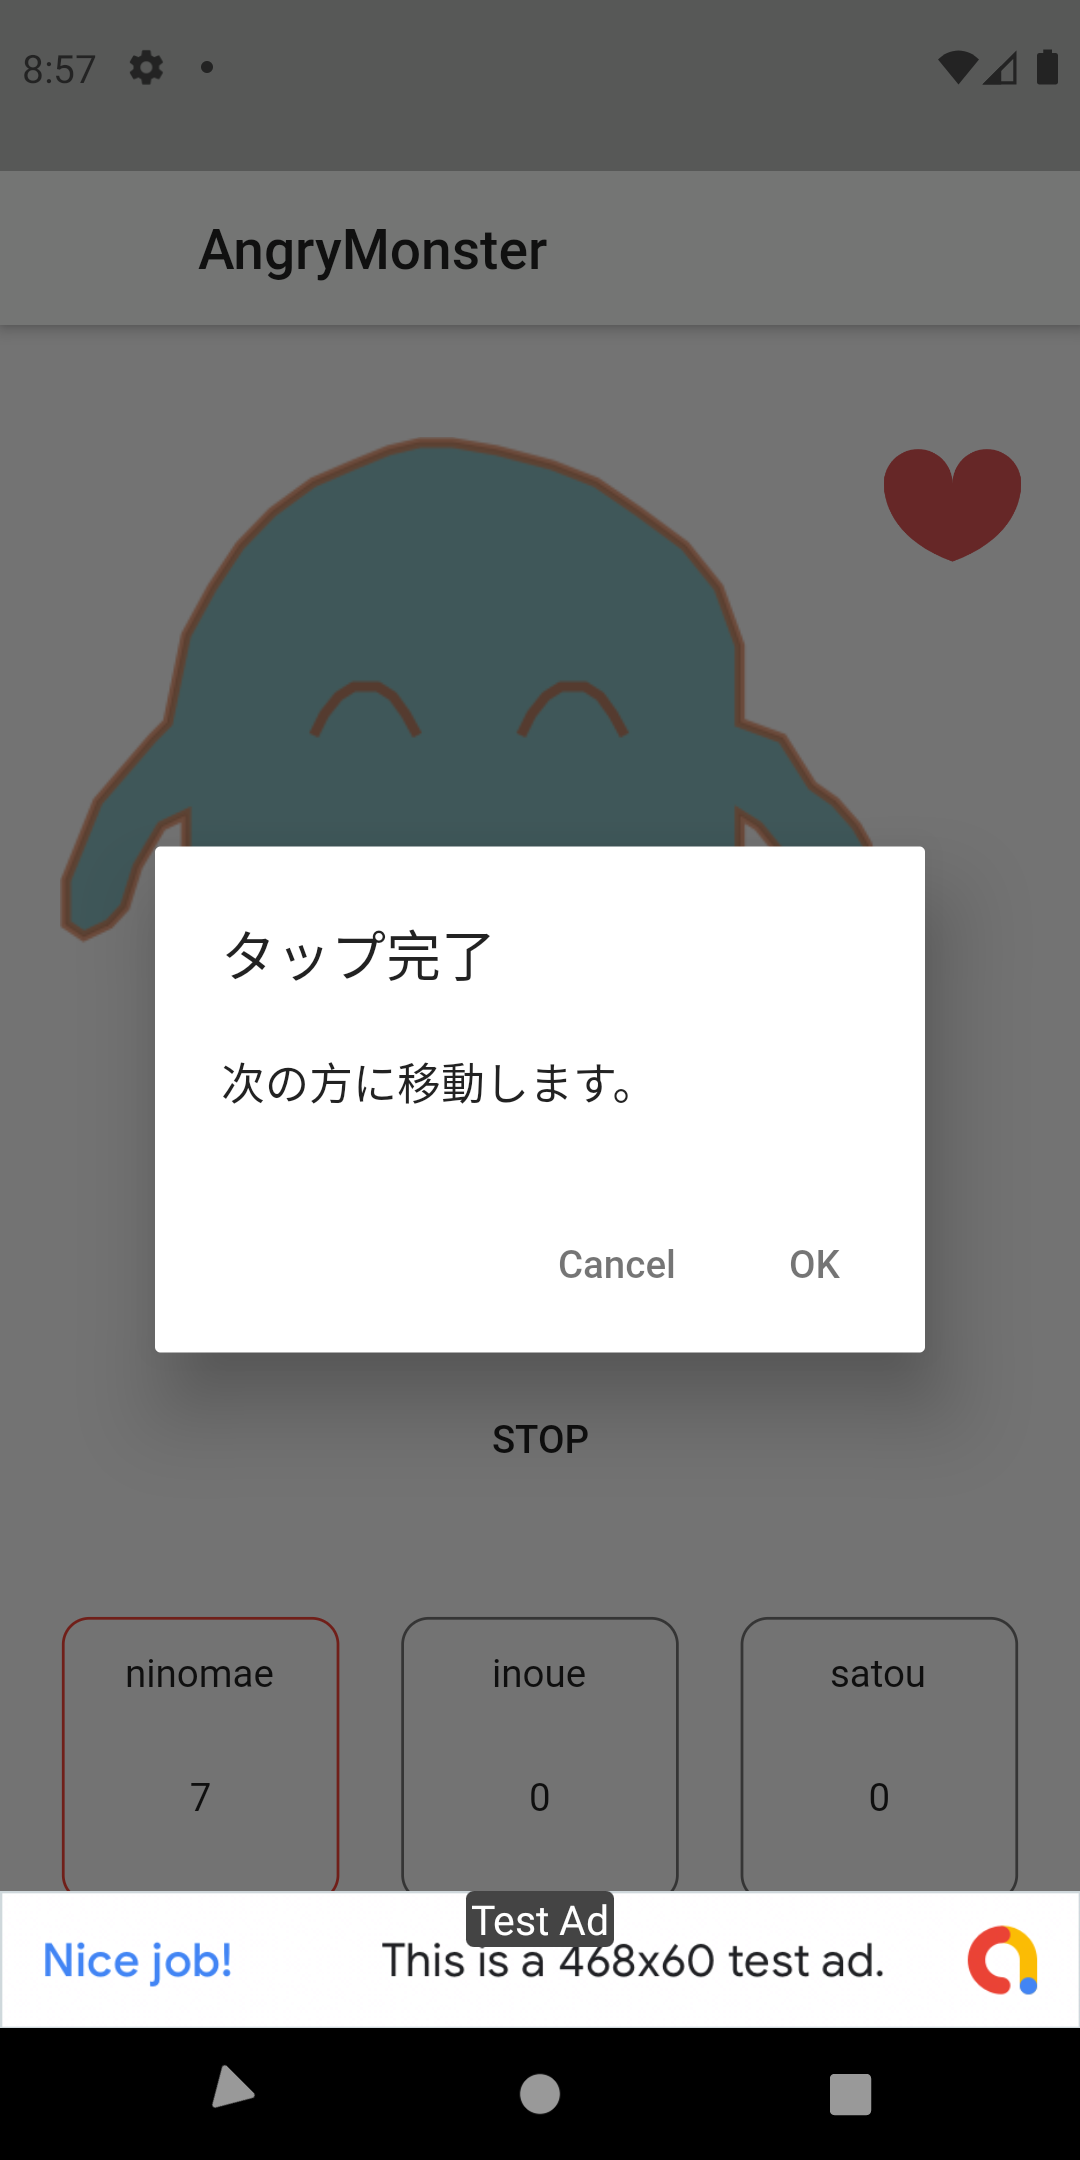 8:57
AngryMonster
タップ完了
次の方に移動します。
Cancel OK
STOP
ninomae inoue satou
7 0 0
Test Ad
Nice job! This is a 468x60 test ad.